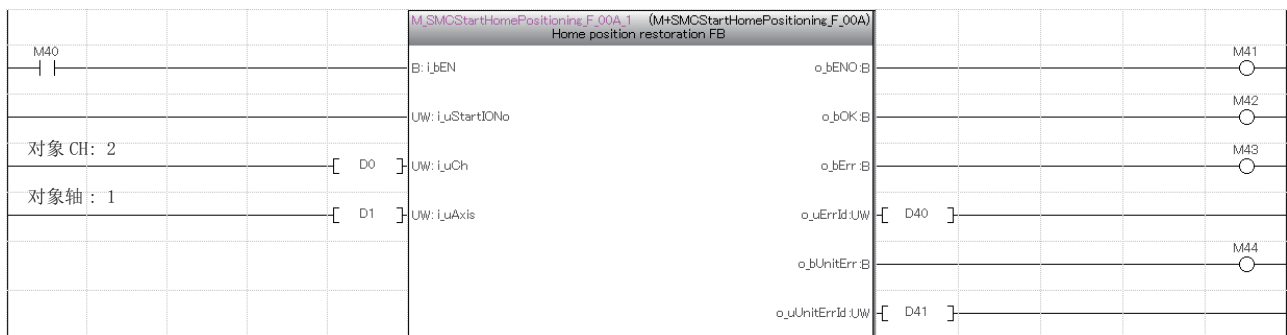 M_SMCStartHomePositioning_F_00A_1 (M+SMCStartHomePositioning_F_00A)
Home position restoration FB
M40
B: i_bEN
o_bENO:B
M41
UW: i_uStartIONo
o_bOK:B
M42
对象 CH: 2
D0
UW: i_uCh
o_bErr:B
M43
对象轴: 1
D1
UW: i_uAxis
o_uErrId:UW
D40
o_bUnitErr:B
M44
o_uUnitErrId:UW
D41